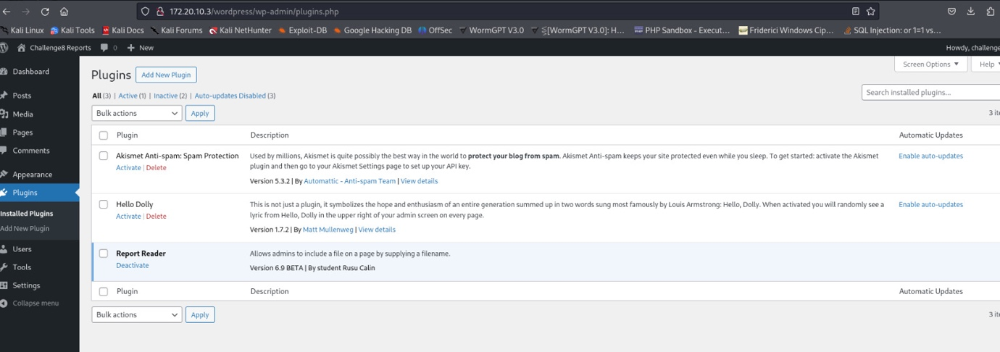 172.20.10.3/wordpress/wp-admin/plugins.php
Kali Linux Kali Tools Kali Docs Kali Forums Kali NetHunter Exploit-DB Google Hacking DB OffSec WormGPT V3.0 [WormGPT V3.0]: H… PHP Sandbox - Execut… Friderici Windows Cip… SQL Injection: or 1=1 vs…
Challenge8 Reports 0 + New Howdy, challenge
Dashboard
Posts
Media
Pages
Comments
Appearance
Plugins
Installed Plugins
Add New Plugin
Users
Tools
Settings
Collapse menu
Screen Options ▼ Help
Plugins Add New Plugin
All (3) | Active (1) | Inactive (2) | Auto-updates Disabled (3)
Search installed plugins...
Bulk actions Apply 3 ite
Plugin Description Automatic Updates
Akismet Anti-spam: Spam Protection
Activate | Delete
Used by millions, Akismet is quite possibly the best way in the world to protect your blog from spam. Akismet Anti-spam keeps your site protected even while you sleep. To get started: activate the Akismet
plugin and then go to your Akismet Settings page to set up your API key.
Version 5.3.2 | By Automattic - Anti-spam Team | View details
Enable auto-updates
Hello Dolly
Activate | Delete
This is not just a plugin, it symbolizes the hope and enthusiasm of an entire generation summed up in two words sung most famously by Louis Armstrong: Hello, Dolly. When activated you will randomly see a
lyric from Hello, Dolly in the upper right of your admin screen on every page.
Version 1.7.2 | By Matt Mullenweg | View details
Enable auto-updates
Report Reader
Deactivate
Allows admins to include a file on a page by supplying a filename.
Version 6.9 BETA | By student Rusu Calin
Plugin Description Automatic Updates
Bulk actions Apply 3 ite